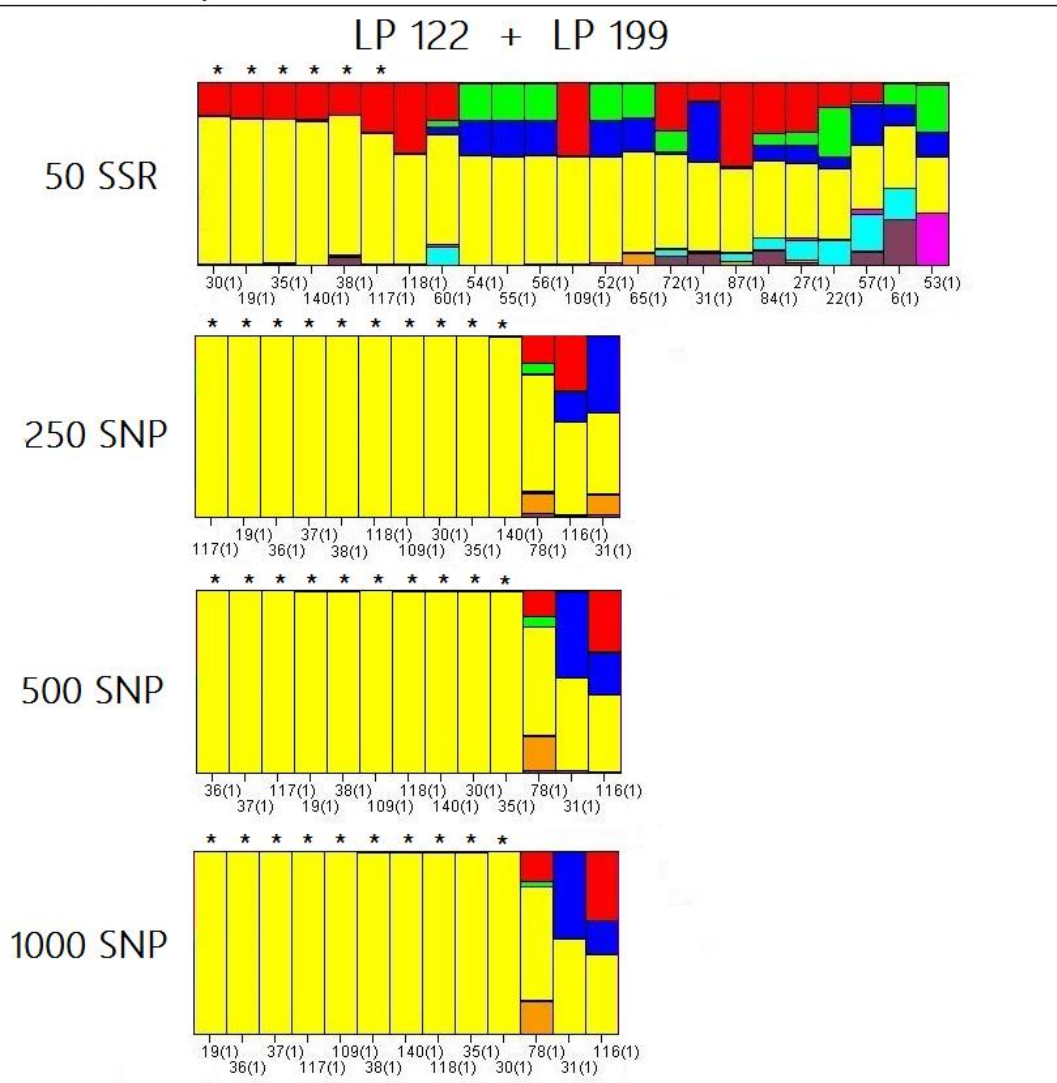 LP 122 + LP 199
* * * * * *
50 SSR
30(1) 35(1) 38(1) 118(1) 54(1) 56(1) 52(1) 72(1) 87(1) 27(1) 57(1) 53(1)
19(1) 140(1) 117(1) 60(1) 55(1) 109(1) 65(1) 31(1) 84(1) 22(1) 6(1)
* * * * * * * * * *
250 SNP
19(1) 37(1) 118(1) 30(1) 140(1) 116(1)
117(1) 36(1) 38(1) 109(1) 35(1) 78(1) 31(1)
* * * * * * * * * *
500 SNP
36(1) 117(1) 38(1) 118(1) 30(1) 78(1) 116(1)
37(1) 19(1) 109(1) 140(1) 35(1) 31(1)
* * * * * * * * * *
1000 SNP
19(1) 37(1) 109(1) 140(1) 35(1) 78(1) 116(1)
36(1) 117(1) 38(1) 118(1) 30(1) 31(1)